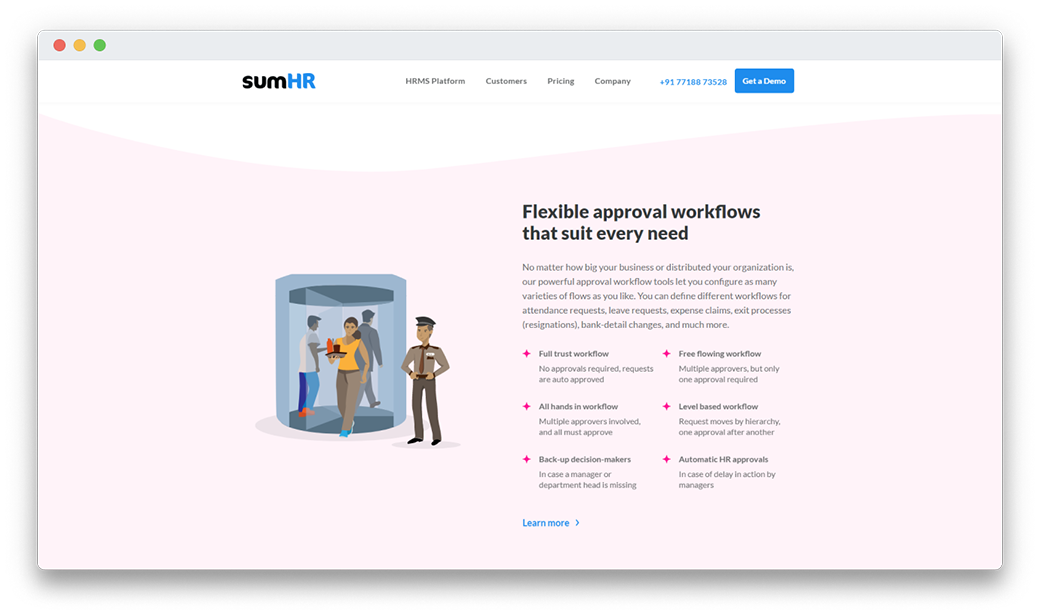 sumHR
HRMS Platform
Customers
Pricing
Company
+91 77188 73528
Get a Demo
Flexible approval workflows
that suit every need
No matter how big your business or distributed your organization is,
our powerful approval workflow tools let you configure as many
varieties of flows as you like. You can define different workflows for
attendance requests, leave requests, expense claims, exit processes
(resignations), bank-detail changes, and much more.
Full trust workflow
No approvals required, requests
are auto approved
Free flowing workflow
Multiple approvers, but only
one approval required
All hands in workflow
Multiple approvers involved,
and all must approve
Level based workflow
Request moves by hierarchy,
one approval after another
Back-up decision-makers
In case a manager or
department head is missing
Automatic HR approvals
In case of delay in action by
managers
Learn more